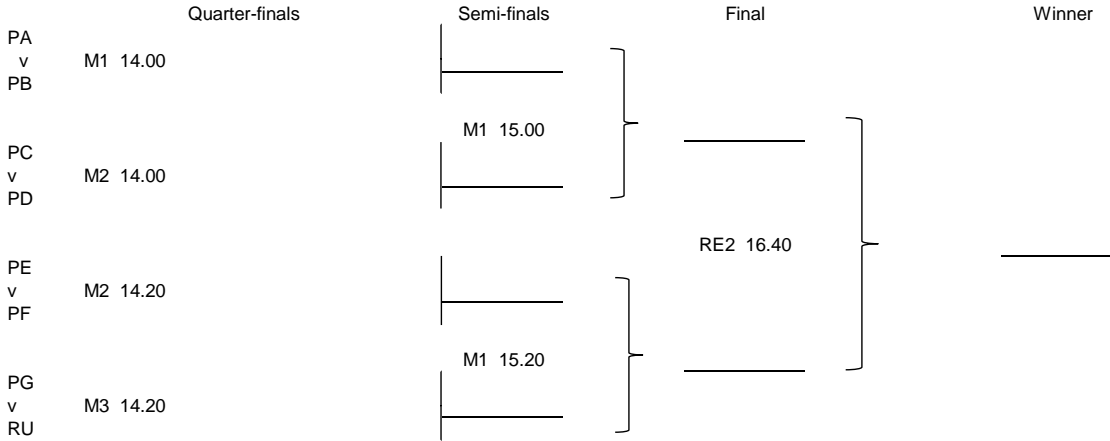 Quarter-finals Semi-finals Final Winner
PA
v M1 14.00
PB
M1 15.00
PC
v M2 14.00
PD
RE2 16.40
PE
v M2 14.20
PF
M1 15.20
PG
v M3 14.20
RU